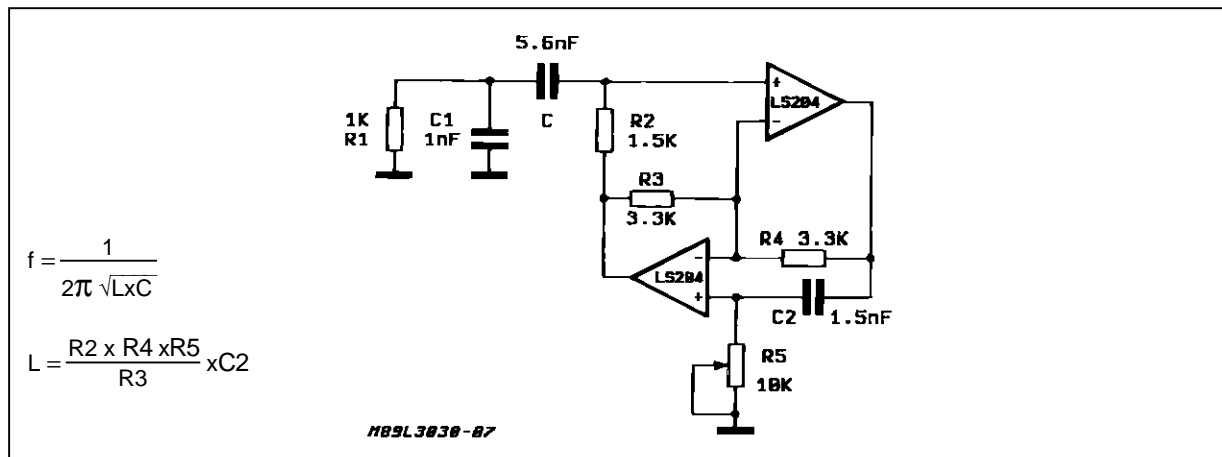 5.6nF
C
1K
R1
C1
1nF
R2
1.5K
+
LS204
-
R3
3.3K
R4 3.3K
-
LS204
+
C2
1.5nF
R5
10K
f = 1 / 2π √LxC
L = R2 x R4 xR5 / R3 xC2
M89L3030-07